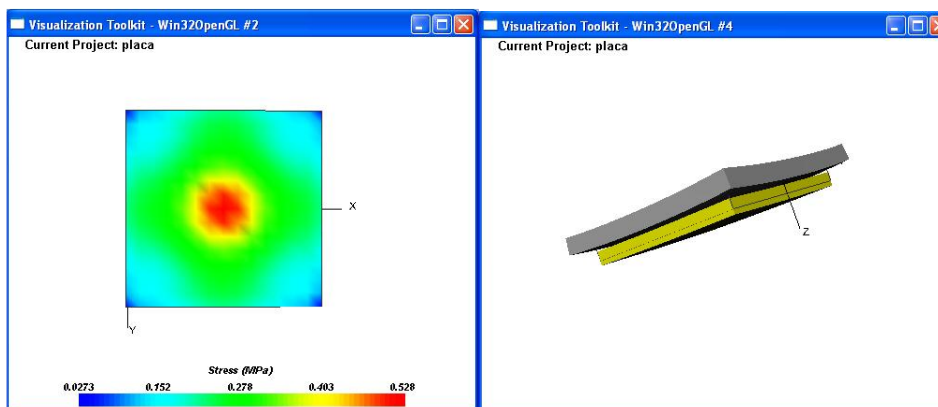 Visualization Toolkit - Win32OpenGL #2
Current Project: placa
X
Y
Stress (MPa)
0.0273 0.152 0.278 0.403 0.528
Visualization Toolkit - Win32OpenGL #4
Current Project: placa
Z